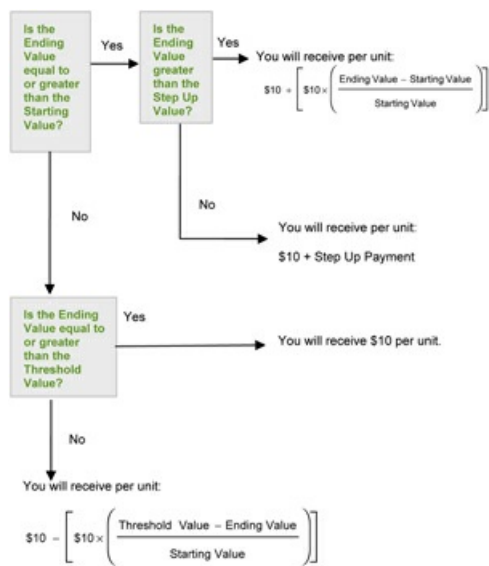 Is the
Ending
Value
equal to
or greater
than the
Starting
Value?
Yes
Is the
Ending
Value
greater
than the
Step Up
Value?
Yes
You will receive per unit:
$10 + [ $10 × ( Ending Value – Starting Value
Starting Value ) ]
No
No
You will receive per unit:
$10 + Step Up Payment
Is the Ending
Value equal to
or greater
than the
Threshold
Value?
Yes
You will receive $10 per unit.
No
You will receive per unit:
$10 – [ $10 × ( Threshold Value – Ending Value
Starting Value ) ]